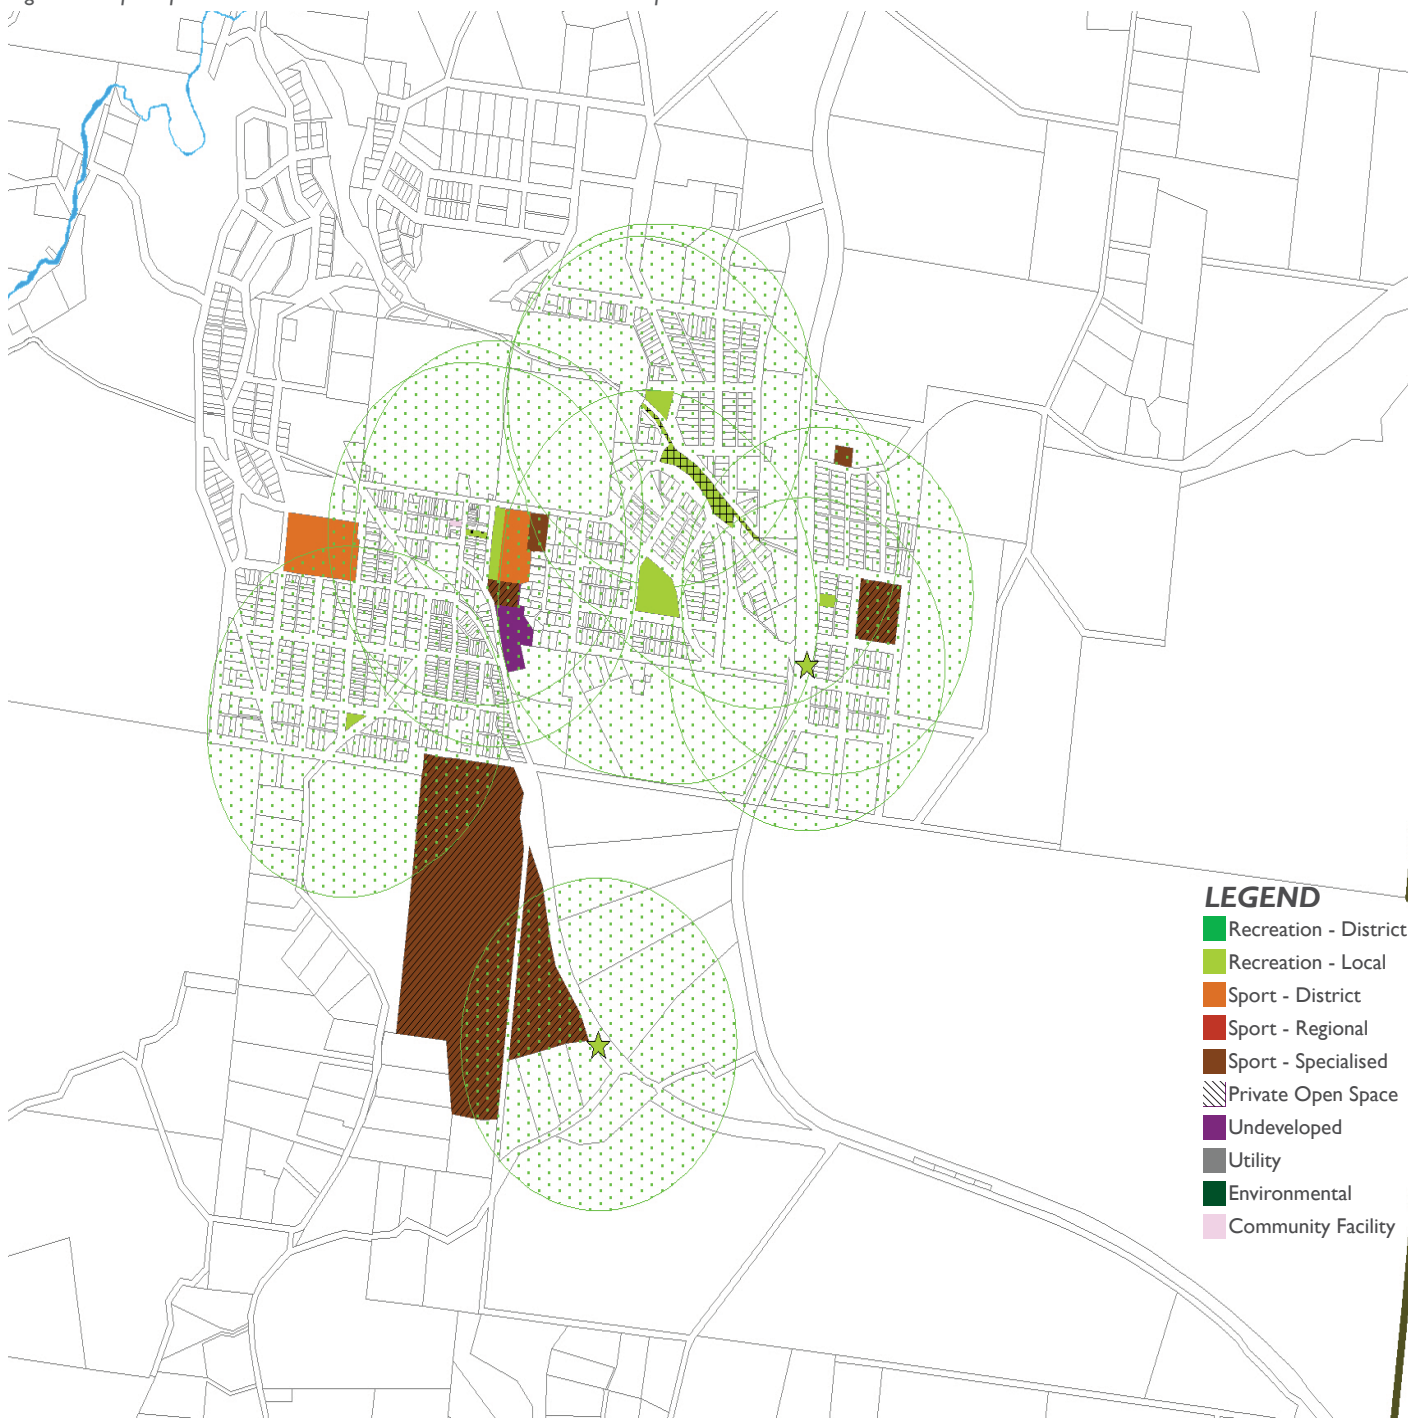 LEGEND
Recreation - District
Recreation - Local
Sport - District
Sport - Regional
Sport - Specialised
Private Open Space
Undeveloped
Utility
Environmental
Community Facility